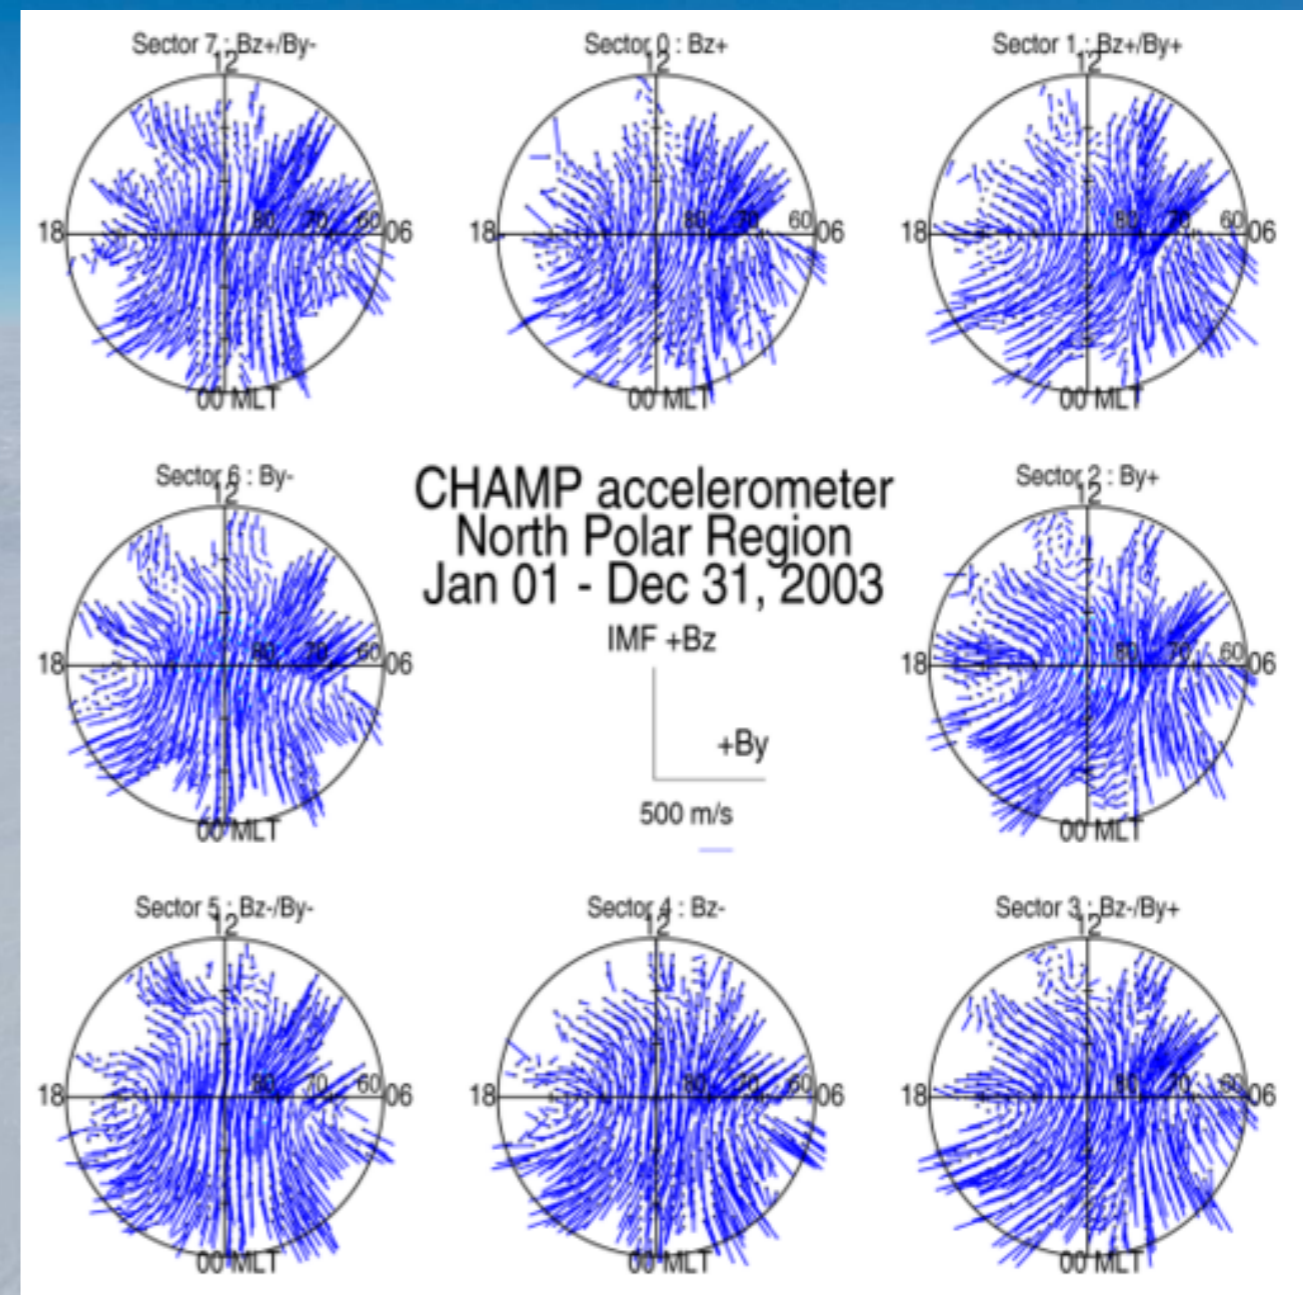 Sector 7 : Bz+/By-
12
18
80
70
60
06
00 MLT
Sector 0 : Bz+
12
18
80
70
60
06
00 MLT
Sector 1 : Bz+/By+
12
18
80
70
60
06
00 MLT
Sector 6 : By-
12
18
80
70
60
06
00 MLT
CHAMP accelerometer
North Polar Region
Jan 01 - Dec 31, 2003
IMF +Bz
+By
500 m/s
Sector 2 : By+
12
18
80
70
60
06
00 MLT
Sector 5 : Bz-/By-
12
18
80
70
60
06
00 MLT
Sector 4 : Bz-
12
18
80
70
60
06
00 MLT
Sector 3 : Bz-/By+
12
18
80
70
60
06
00 MLT